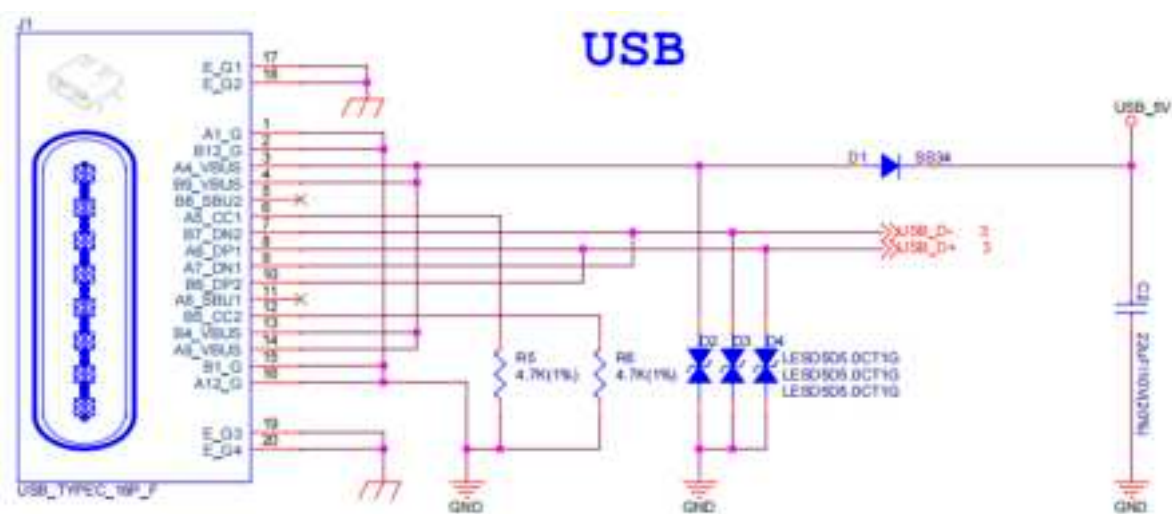 J1
USB
E_G1 17
E_G2 18
USB_5V
A1_G 1
B12_G 2
A4_VBUS 3
D1 SS34
B9_VBUS 4
B8_SBU2 5
A5_CC1 6
B7_DN2 7
USB_D- 3
A6_DP1 8
USB_D+ 3
A7_DN1 9
B6_DP2 10
A8_SBU1 11
B5_CC2 12
B4_VBUS 13
A9_VBUS 14
B1_G 15
A12_G 16
C2
22uF/10V(20%)
D2 D3 D4
R5
4.7K(1%)
R6
4.7K(1%)
LESD5D5.0CT1G
LESD5D5.0CT1G
LESD5D5.0CT1G
E_G3 19
E_G4 20
USB_TYPEC_16P_F
GND
GND
GND